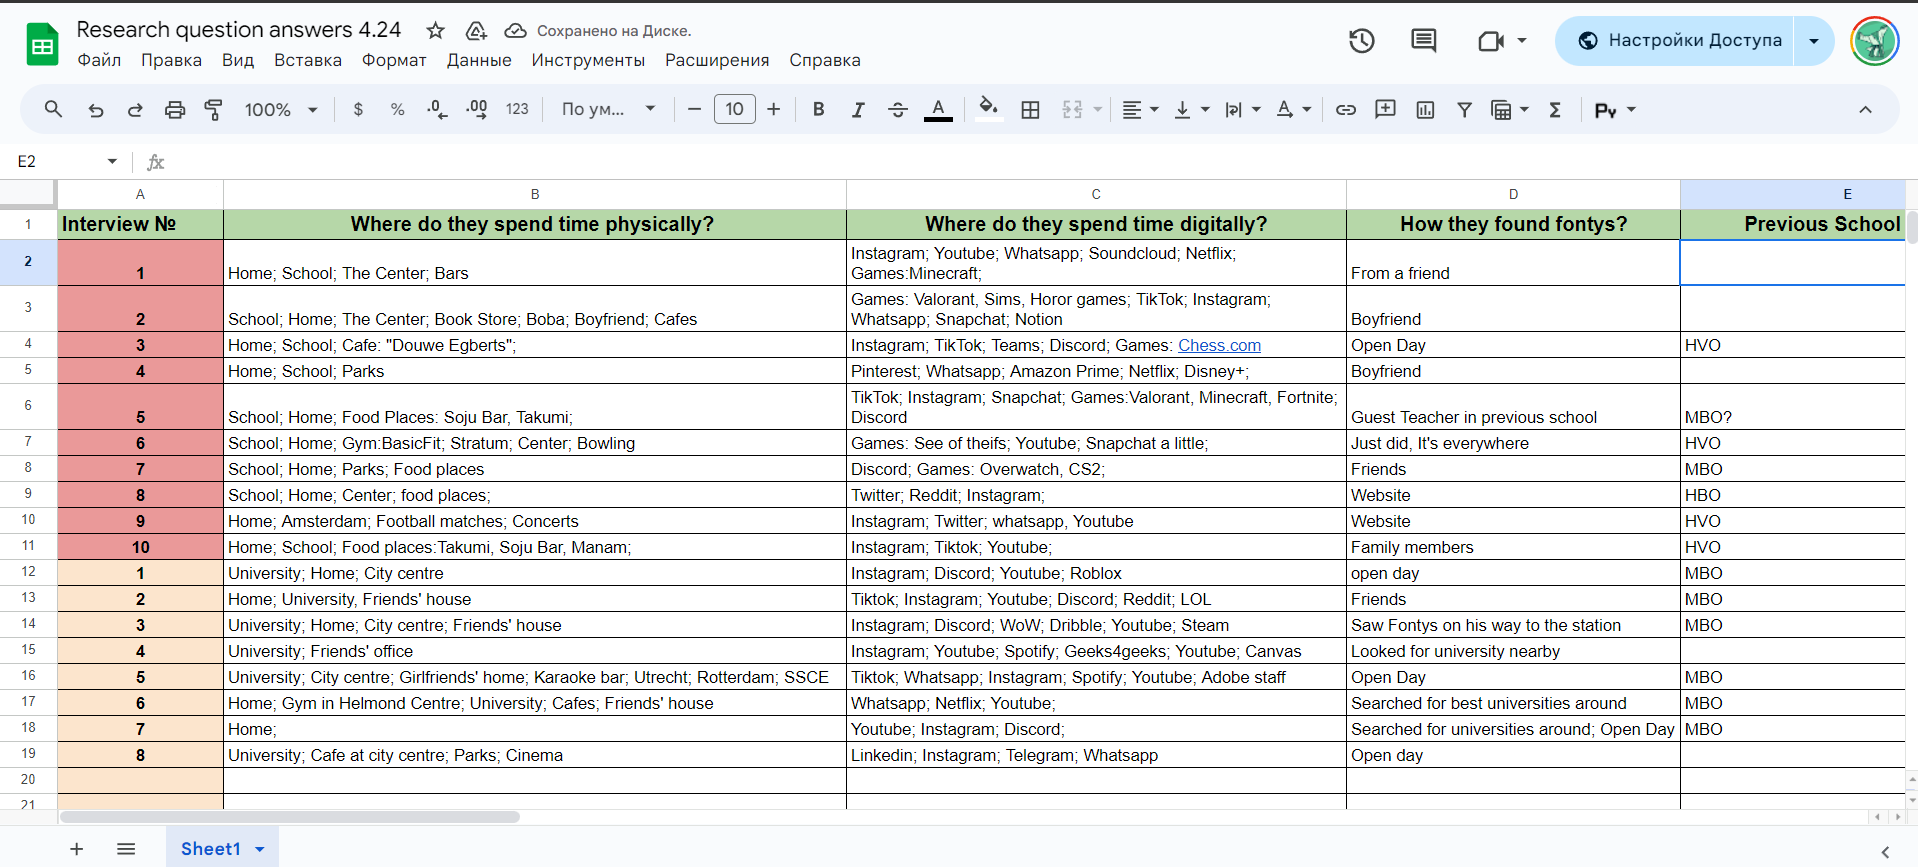 Research question answers 4.24
Сохранено на Диске.
Файл Правка Вид Вставка Формат Данные Инструменты Расширения Справка
Настройки Доступа
100% $ % .0 .00 123 По ум... 10 B I A Σ Py
E2 fx
A B C D E
1 Interview № Where do they spend time physically? Where do they spend time digitally? How they found fontys? Previous School
Instagram; Youtube; Whatsapp; Soundcloud; Netflix;
2 1 Home; School; The Center; Bars Games:Minecraft; From a friend
Games: Valorant, Sims, Horor games; TikTok; Instagram;
3 2 School; Home; The Center; Book Store; Boba; Boyfriend; Cafes Whatsapp; Snapchat; Notion Boyfriend
4 3 Home; School; Cafe: "Douwe Egberts"; Instagram; TikTok; Teams; Discord; Games: Chess.com Open Day HVO
5 4 Home; School; Parks Pinterest; Whatsapp; Amazon Prime; Netflix; Disney+; Boyfriend
TikTok; Instagram; Snapchat; Games:Valorant, Minecraft, Fortnite;
6 5 School; Home; Food Places: Soju Bar, Takumi; Discord Guest Teacher in previous school MBO?
7 6 School; Home; Gym:BasicFit; Stratum; Center; Bowling Games: See of theifs; Youtube; Snapchat a little; Just did, It's everywhere HVO
8 7 School; Home; Parks; Food places Discord; Games: Overwatch, CS2; Friends MBO
9 8 School; Home; Center; food places; Twitter; Reddit; Instagram; Website HBO
10 9 Home; Amsterdam; Football matches; Concerts Instagram; Twitter; whatsapp, Youtube Website HVO
11 10 Home; School; Food places:Takumi, Soju Bar, Manam; Instagram; Tiktok; Youtube; Family members HVO
12 1 University; Home; City centre Instagram; Discord; Youtube; Roblox open day MBO
13 2 Home; University, Friends' house Tiktok; Instagram; Youtube; Discord; Reddit; LOL Friends MBO
14 3 University; Home; City centre; Friends' house Instagram; Discord; WoW; Dribble; Youtube; Steam Saw Fontys on his way to the station MBO
15 4 University; Friends' office Instagram; Youtube; Spotify; Geeks4geeks; Youtube; Canvas Looked for university nearby
16 5 University; City centre; Girlfriends' home; Karaoke bar; Utrecht; Rotterdam; SSCE Tiktok; Whatsapp; Instagram; Spotify; Youtube; Adobe staff Open Day MBO
17 6 Home; Gym in Helmond Centre; University; Cafes; Friends' house Whatsapp; Netflix; Youtube; Searched for best universities around MBO
18 7 Home; Youtube; Instagram; Discord; Searched for universities around; Open Day MBO
19 8 University; Cafe at city centre; Parks; Cinema Linkedin; Instagram; Telegram; Whatsapp Open day
20
21
Sheet1